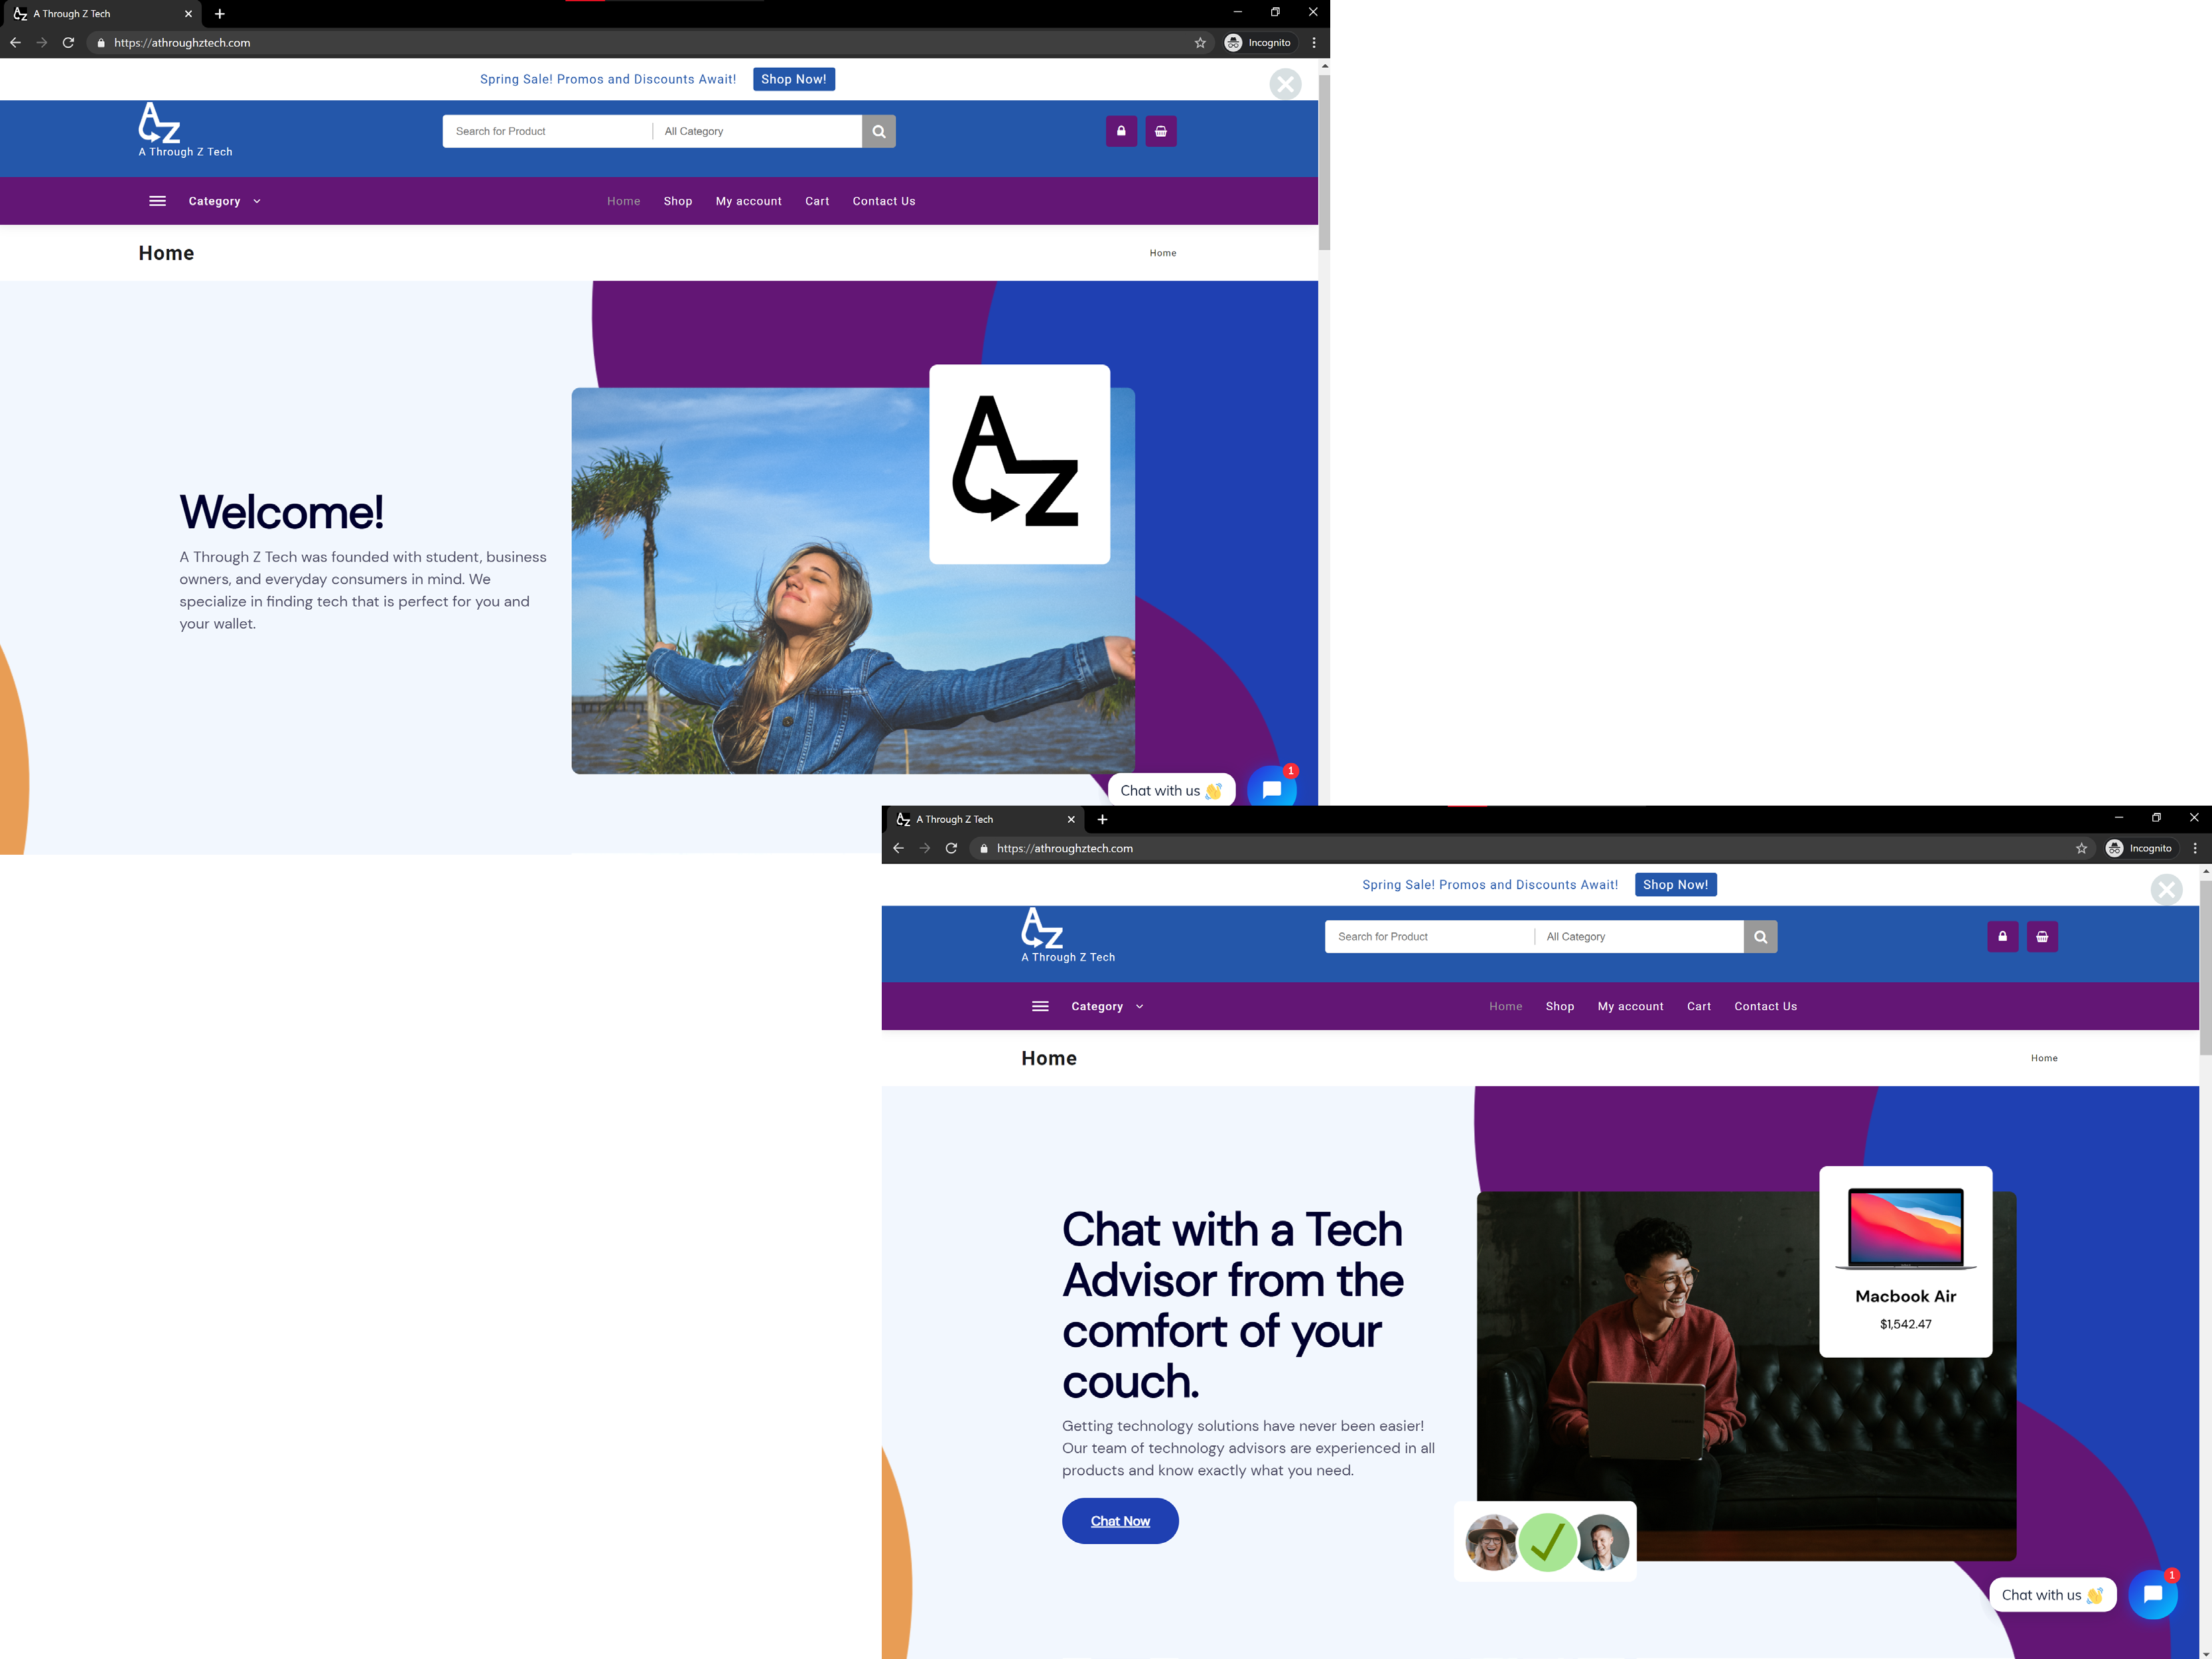 A Through Z Tech
https://athroughztech.com
Incognito
Spring Sale! Promos and Discounts Await! Shop Now!
AZ
A Through Z Tech
Search for Product All Category
Category Home Shop My account Cart Contact Us
Home
Home
AZ
Welcome!
A Through Z Tech was founded with student, business
owners, and everyday consumers in mind. We
specialize in finding tech that is perfect for you and
your wallet.
Chat with us
1
A Through Z Tech
https://athroughztech.com
Incognito
Spring Sale! Promos and Discounts Await! Shop Now!
AZ
A Through Z Tech
Search for Product All Category
Category Home Shop My account Cart Contact Us
Home
Home
Chat with a Tech
Advisor from the
comfort of your
couch.
Getting technology solutions have never been easier!
Our team of technology advisors are experienced in all
products and know exactly what you need.
Chat Now
Macbook Air
$1,542.47
Chat with us
1